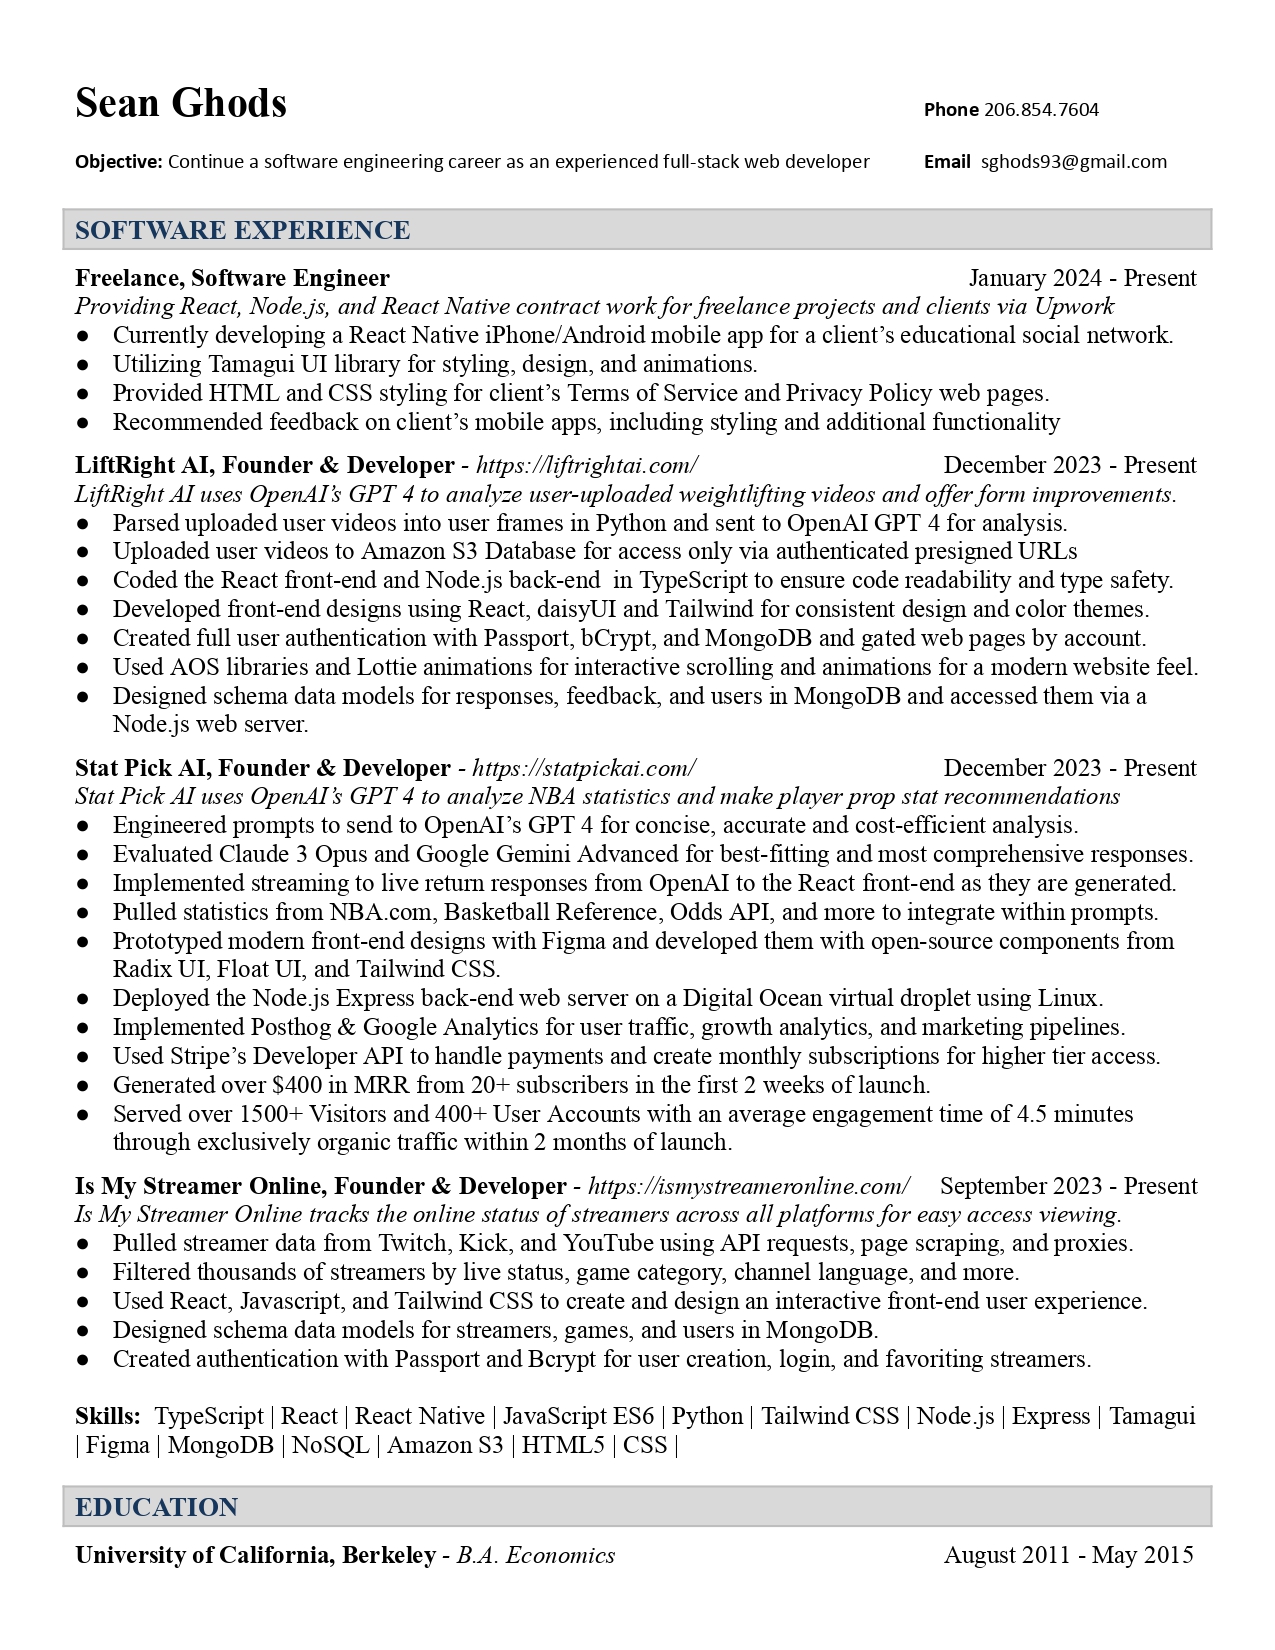 Sean Ghods
Phone 206.854.7604
Objective: Continue a software engineering career as an experienced full-stack web developer
Email sghods93@gmail.com
SOFTWARE EXPERIENCE
Freelance, Software Engineer January 2024 - Present
Providing React, Node.js, and React Native contract work for freelance projects and clients via Upwork
● Currently developing a React Native iPhone/Android mobile app for a client’s educational social network.
● Utilizing Tamagui UI library for styling, design, and animations.
● Provided HTML and CSS styling for client’s Terms of Service and Privacy Policy web pages.
● Recommended feedback on client’s mobile apps, including styling and additional functionality
LiftRight AI, Founder & Developer - https://liftrightai.com/ December 2023 - Present
LiftRight AI uses OpenAI’s GPT 4 to analyze user-uploaded weightlifting videos and offer form improvements.
● Parsed uploaded user videos into user frames in Python and sent to OpenAI GPT 4 for analysis.
● Uploaded user videos to Amazon S3 Database for access only via authenticated presigned URLs
● Coded the React front-end and Node.js back-end  in TypeScript to ensure code readability and type safety.
● Developed front-end designs using React, daisyUI and Tailwind for consistent design and color themes.
● Created full user authentication with Passport, bCrypt, and MongoDB and gated web pages by account.
● Used AOS libraries and Lottie animations for interactive scrolling and animations for a modern website feel.
● Designed schema data models for responses, feedback, and users in MongoDB and accessed them via a
Node.js web server.
Stat Pick AI, Founder & Developer - https://statpickai.com/ December 2023 - Present
Stat Pick AI uses OpenAI’s GPT 4 to analyze NBA statistics and make player prop stat recommendations
● Engineered prompts to send to OpenAI’s GPT 4 for concise, accurate and cost-efficient analysis.
● Evaluated Claude 3 Opus and Google Gemini Advanced for best-fitting and most comprehensive responses.
● Implemented streaming to live return responses from OpenAI to the React front-end as they are generated.
● Pulled statistics from NBA.com, Basketball Reference, Odds API, and more to integrate within prompts.
● Prototyped modern front-end designs with Figma and developed them with open-source components from
Radix UI, Float UI, and Tailwind CSS.
● Deployed the Node.js Express back-end web server on a Digital Ocean virtual droplet using Linux.
● Implemented Posthog & Google Analytics for user traffic, growth analytics, and marketing pipelines.
● Used Stripe’s Developer API to handle payments and create monthly subscriptions for higher tier access.
● Generated over $400 in MRR from 20+ subscribers in the first 2 weeks of launch.
● Served over 1500+ Visitors and 400+ User Accounts with an average engagement time of 4.5 minutes
through exclusively organic traffic within 2 months of launch.
Is My Streamer Online, Founder & Developer - https://ismystreameronline.com/ September 2023 - Present
Is My Streamer Online tracks the online status of streamers across all platforms for easy access viewing.
● Pulled streamer data from Twitch, Kick, and YouTube using API requests, page scraping, and proxies.
● Filtered thousands of streamers by live status, game category, channel language, and more.
● Used React, Javascript, and Tailwind CSS to create and design an interactive front-end user experience.
● Designed schema data models for streamers, games, and users in MongoDB.
● Created authentication with Passport and Bcrypt for user creation, login, and favoriting streamers.
Skills: TypeScript | React | React Native | JavaScript ES6 | Python | Tailwind CSS | Node.js | Express | Tamagui
| Figma | MongoDB | NoSQL | Amazon S3 | HTML5 | CSS |
EDUCATION
University of California, Berkeley - B.A. Economics August 2011 - May 2015